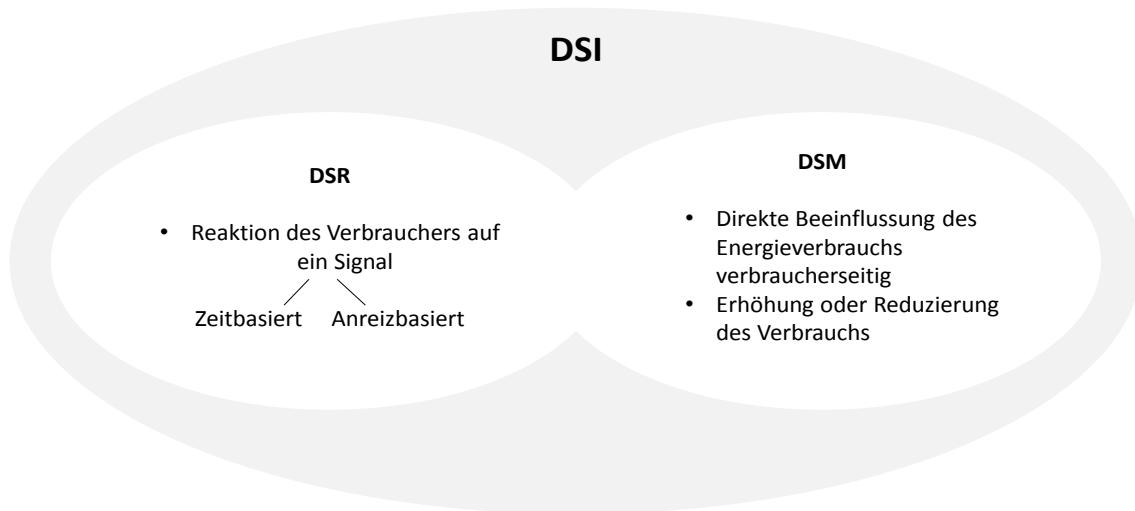 DSI
DSR
• Reaktion des Verbrauchers auf
ein Signal
Zeitbasiert Anreizbasiert
DSM
• Direkte Beeinflussung des
Energieverbrauchs
verbraucherseitig
• Erhöhung oder Reduzierung
des Verbrauchs